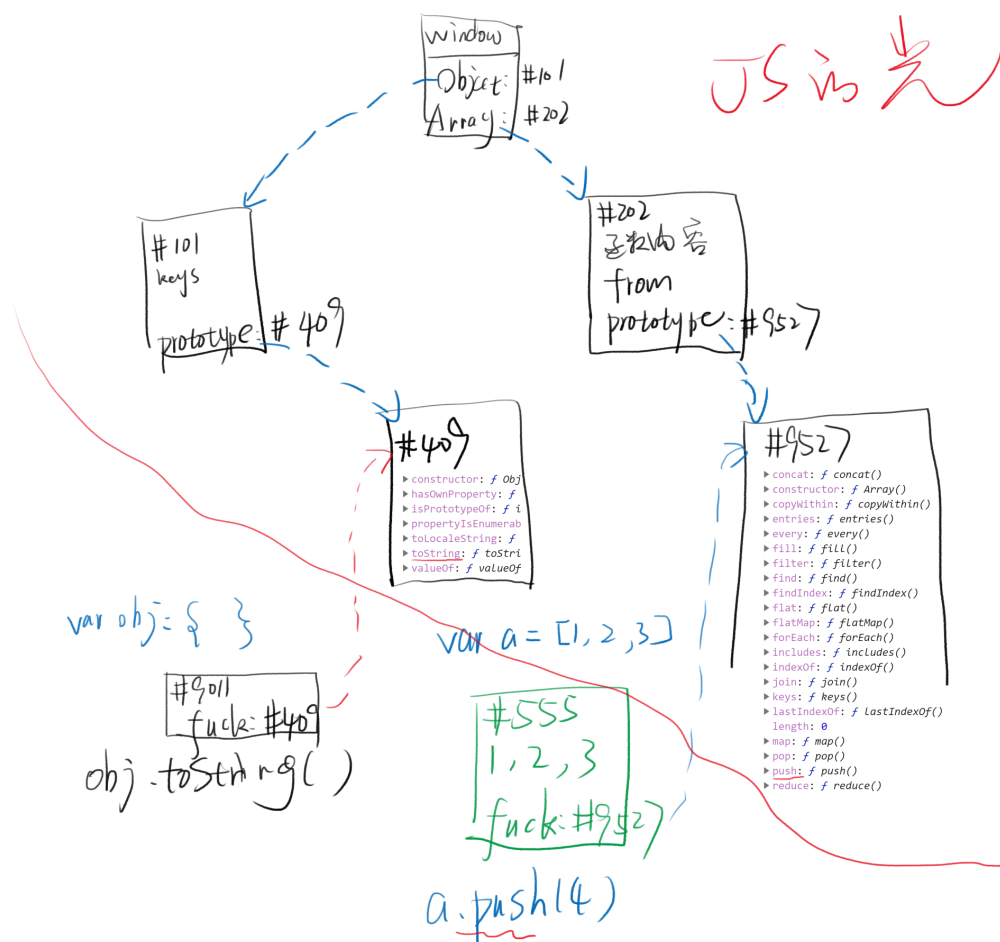 JS的光
window
Object: #101
Array: #202
#101
keys
prototype: #409
#202
函数内容
from
prototype: #9527
#409
constructor: ƒ Obj
hasOwnProperty: ƒ
isPrototypeOf: ƒ i
propertyIsEnumerab
toLocaleString: ƒ
toString: ƒ toStri
valueOf: ƒ valueOf
#9527
concat: ƒ concat()
constructor: ƒ Array()
copyWithin: ƒ copyWithin()
entries: ƒ entries()
every: ƒ every()
fill: ƒ fill()
filter: ƒ filter()
find: ƒ find()
findIndex: ƒ findIndex()
flat: ƒ flat()
flatMap: ƒ flatMap()
forEach: ƒ forEach()
includes: ƒ includes()
indexOf: ƒ indexOf()
join: ƒ join()
keys: ƒ keys()
lastIndexOf: ƒ lastIndexOf()
length: 0
map: ƒ map()
pop: ƒ pop()
push: ƒ push()
reduce: ƒ reduce()
var obj = { }
#9011
fuck: #409
obj.toString()
var a = [1, 2, 3]
#555
1, 2, 3
fuck: #9527
a.push(4)